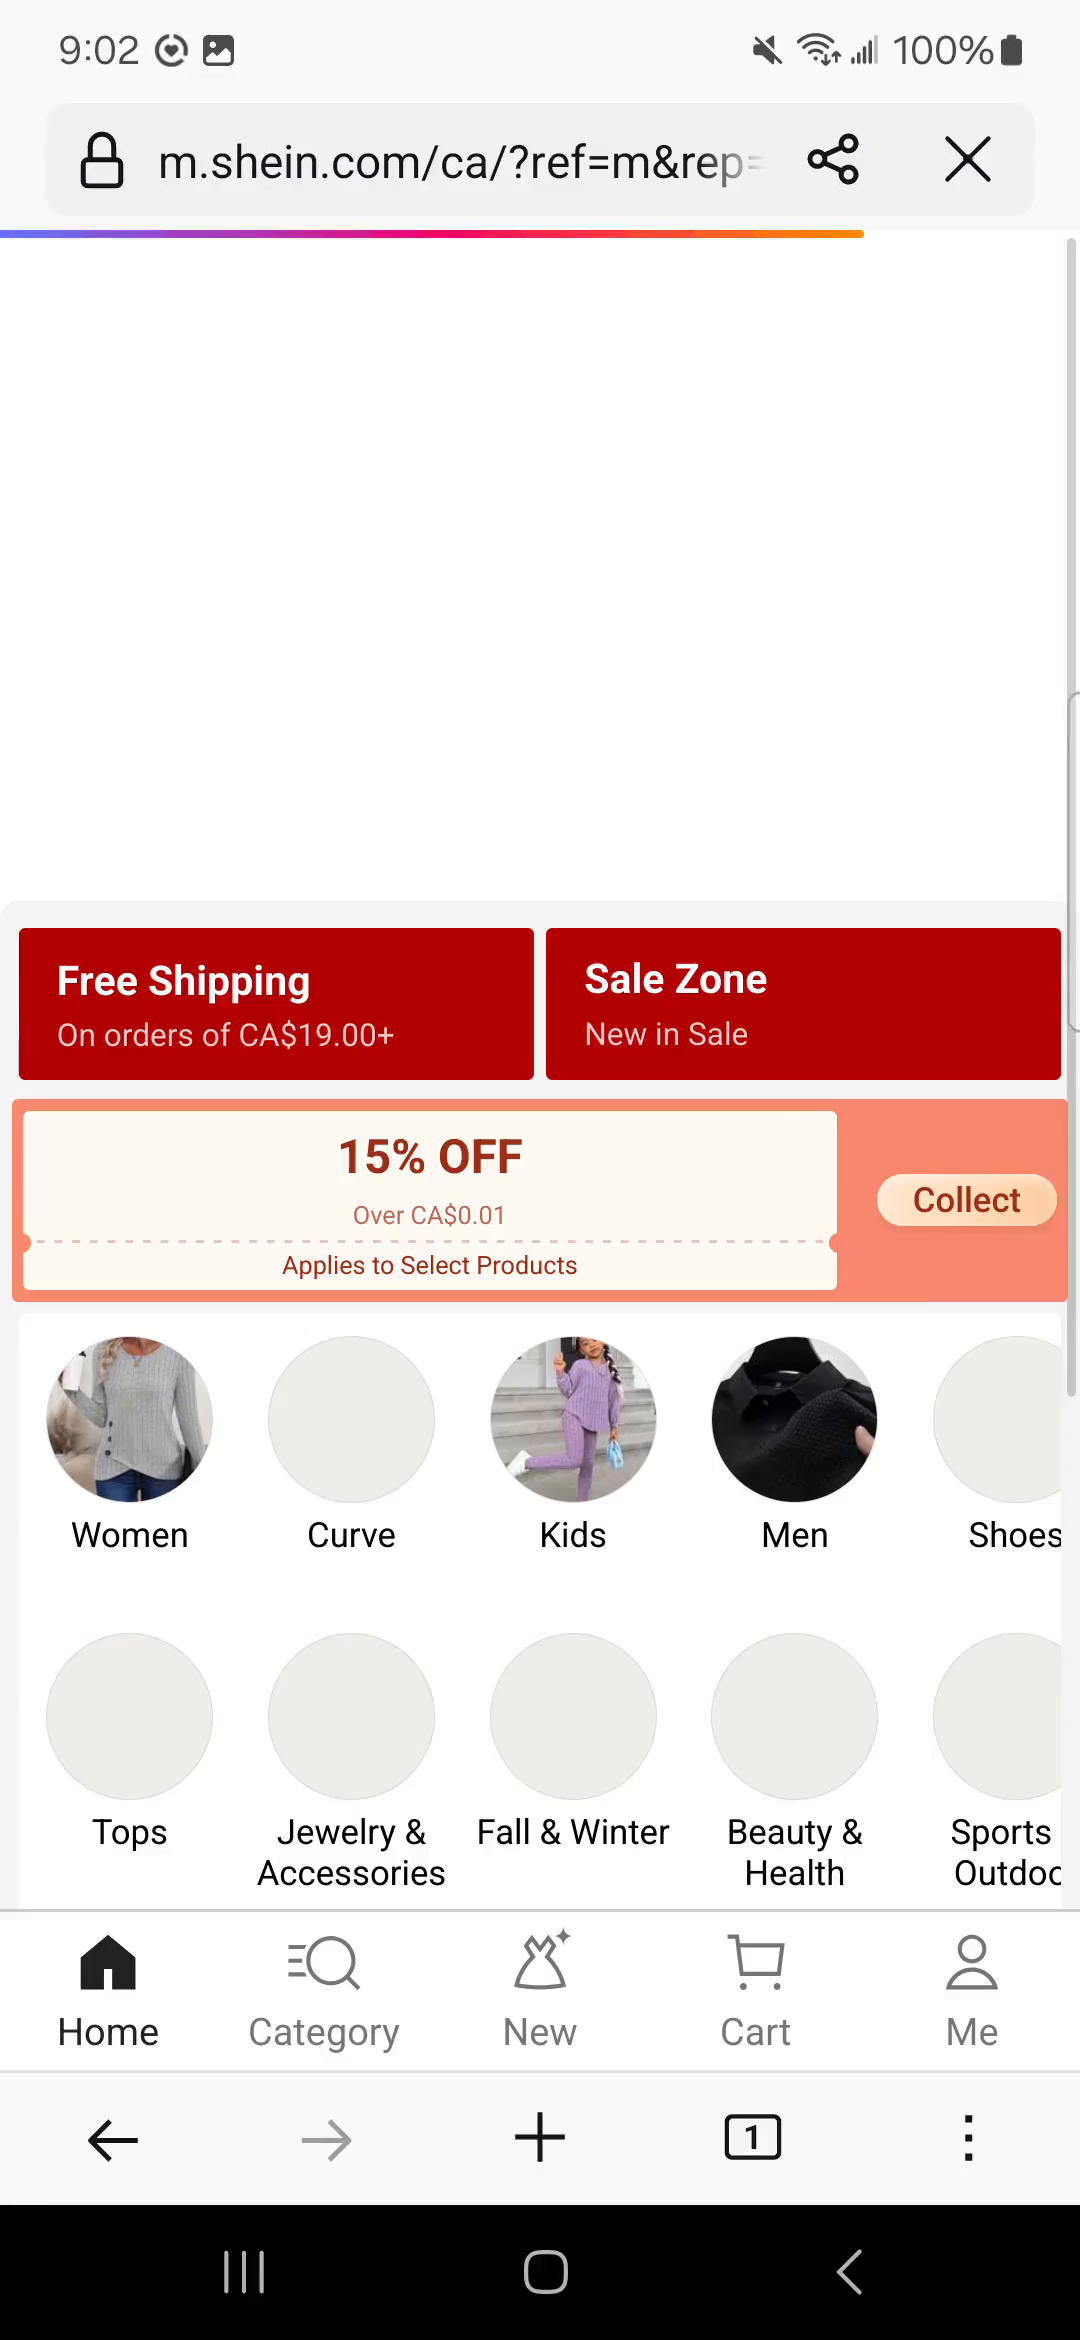 9:02
100%
m.shein.com/ca/?ref=m&rep=
Free Shipping
On orders of CA$19.00+
Sale Zone
New in Sale
15% OFF
Over CA$0.01
Applies to Select Products
Collect
Women
Curve
Kids
Men
Shoes
Tops
Jewelry &
Accessories
Fall & Winter
Beauty &
Health
Sports
Outdoo
Home
Category
New
Cart
Me
1